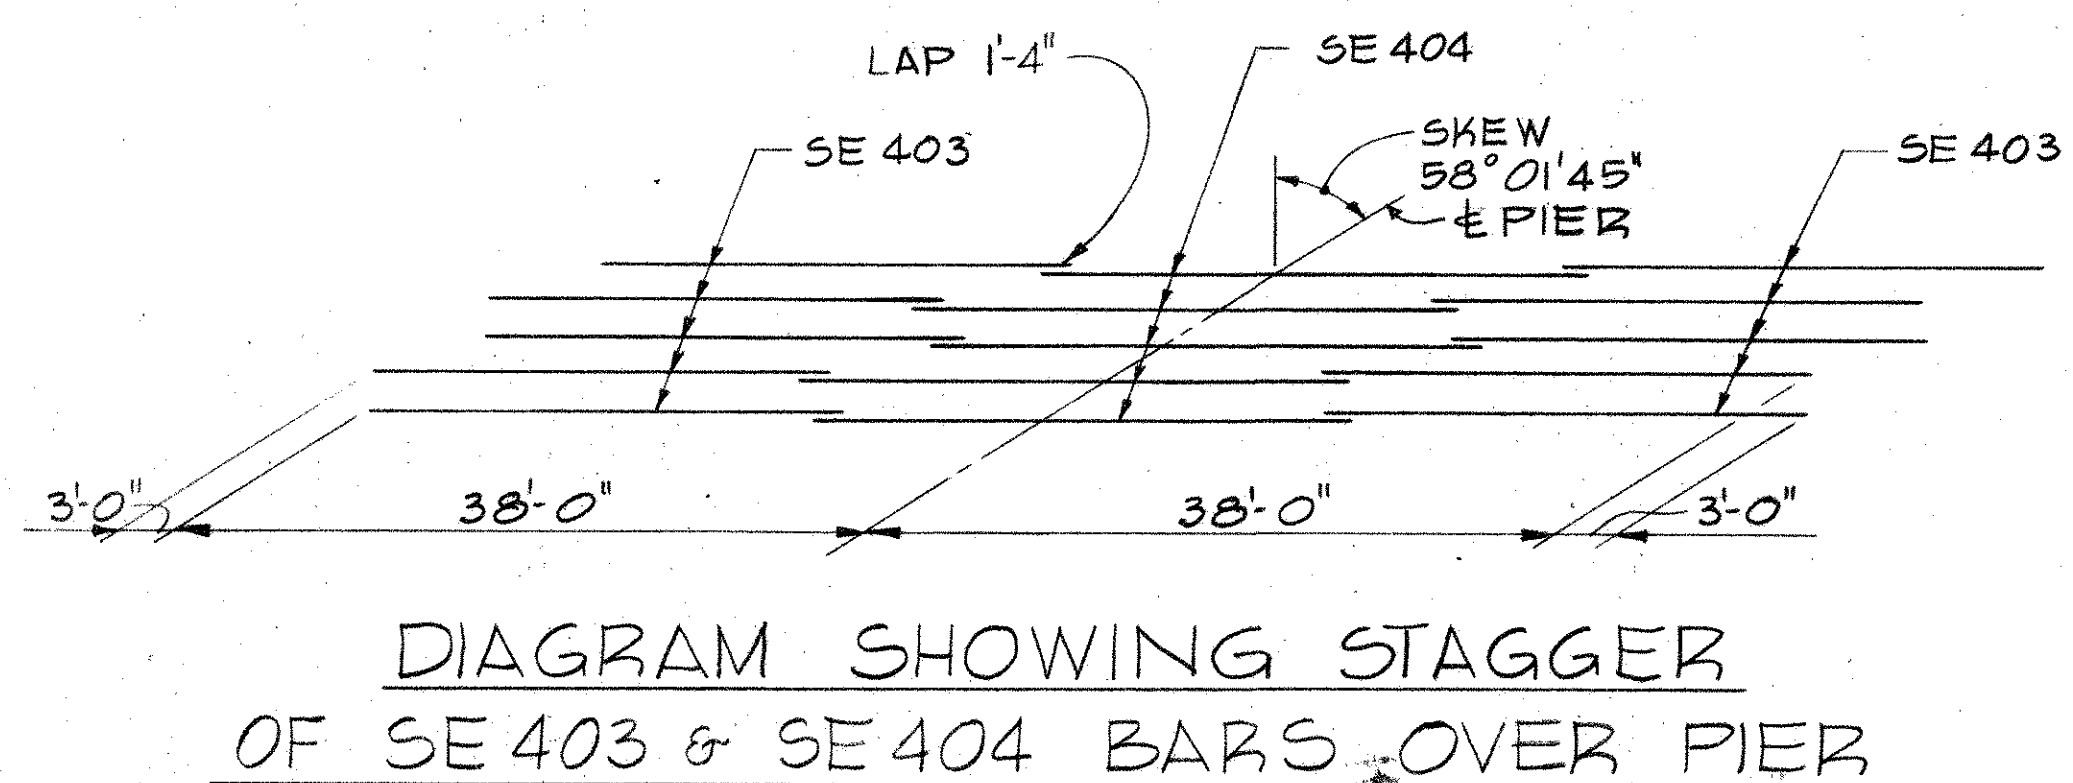 LAP 1'-4"
SE 404
SE 403
SKEW
58° 01' 45"
℄ PIER
SE 403
3'-0"
38'-0"
38'-0"
3'-0"
DIAGRAM SHOWING STAGGER
OF SE 403 & SE 404 BARS OVER PIER